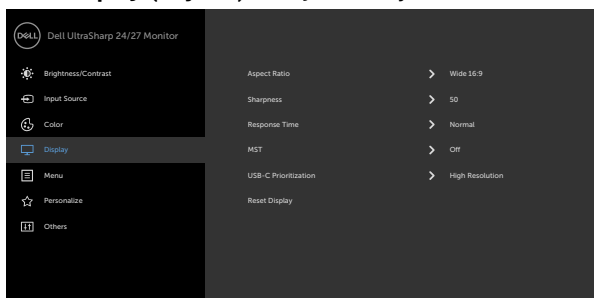 DELL Dell UltraSharp 24/27 Monitor
Brightness/Contrast Aspect Ratio Wide 16:9
Input Source Sharpness 50
Color Response Time Normal
Display MST Off
Menu USB-C Prioritization High Resolution
Personalize Reset Display
Others